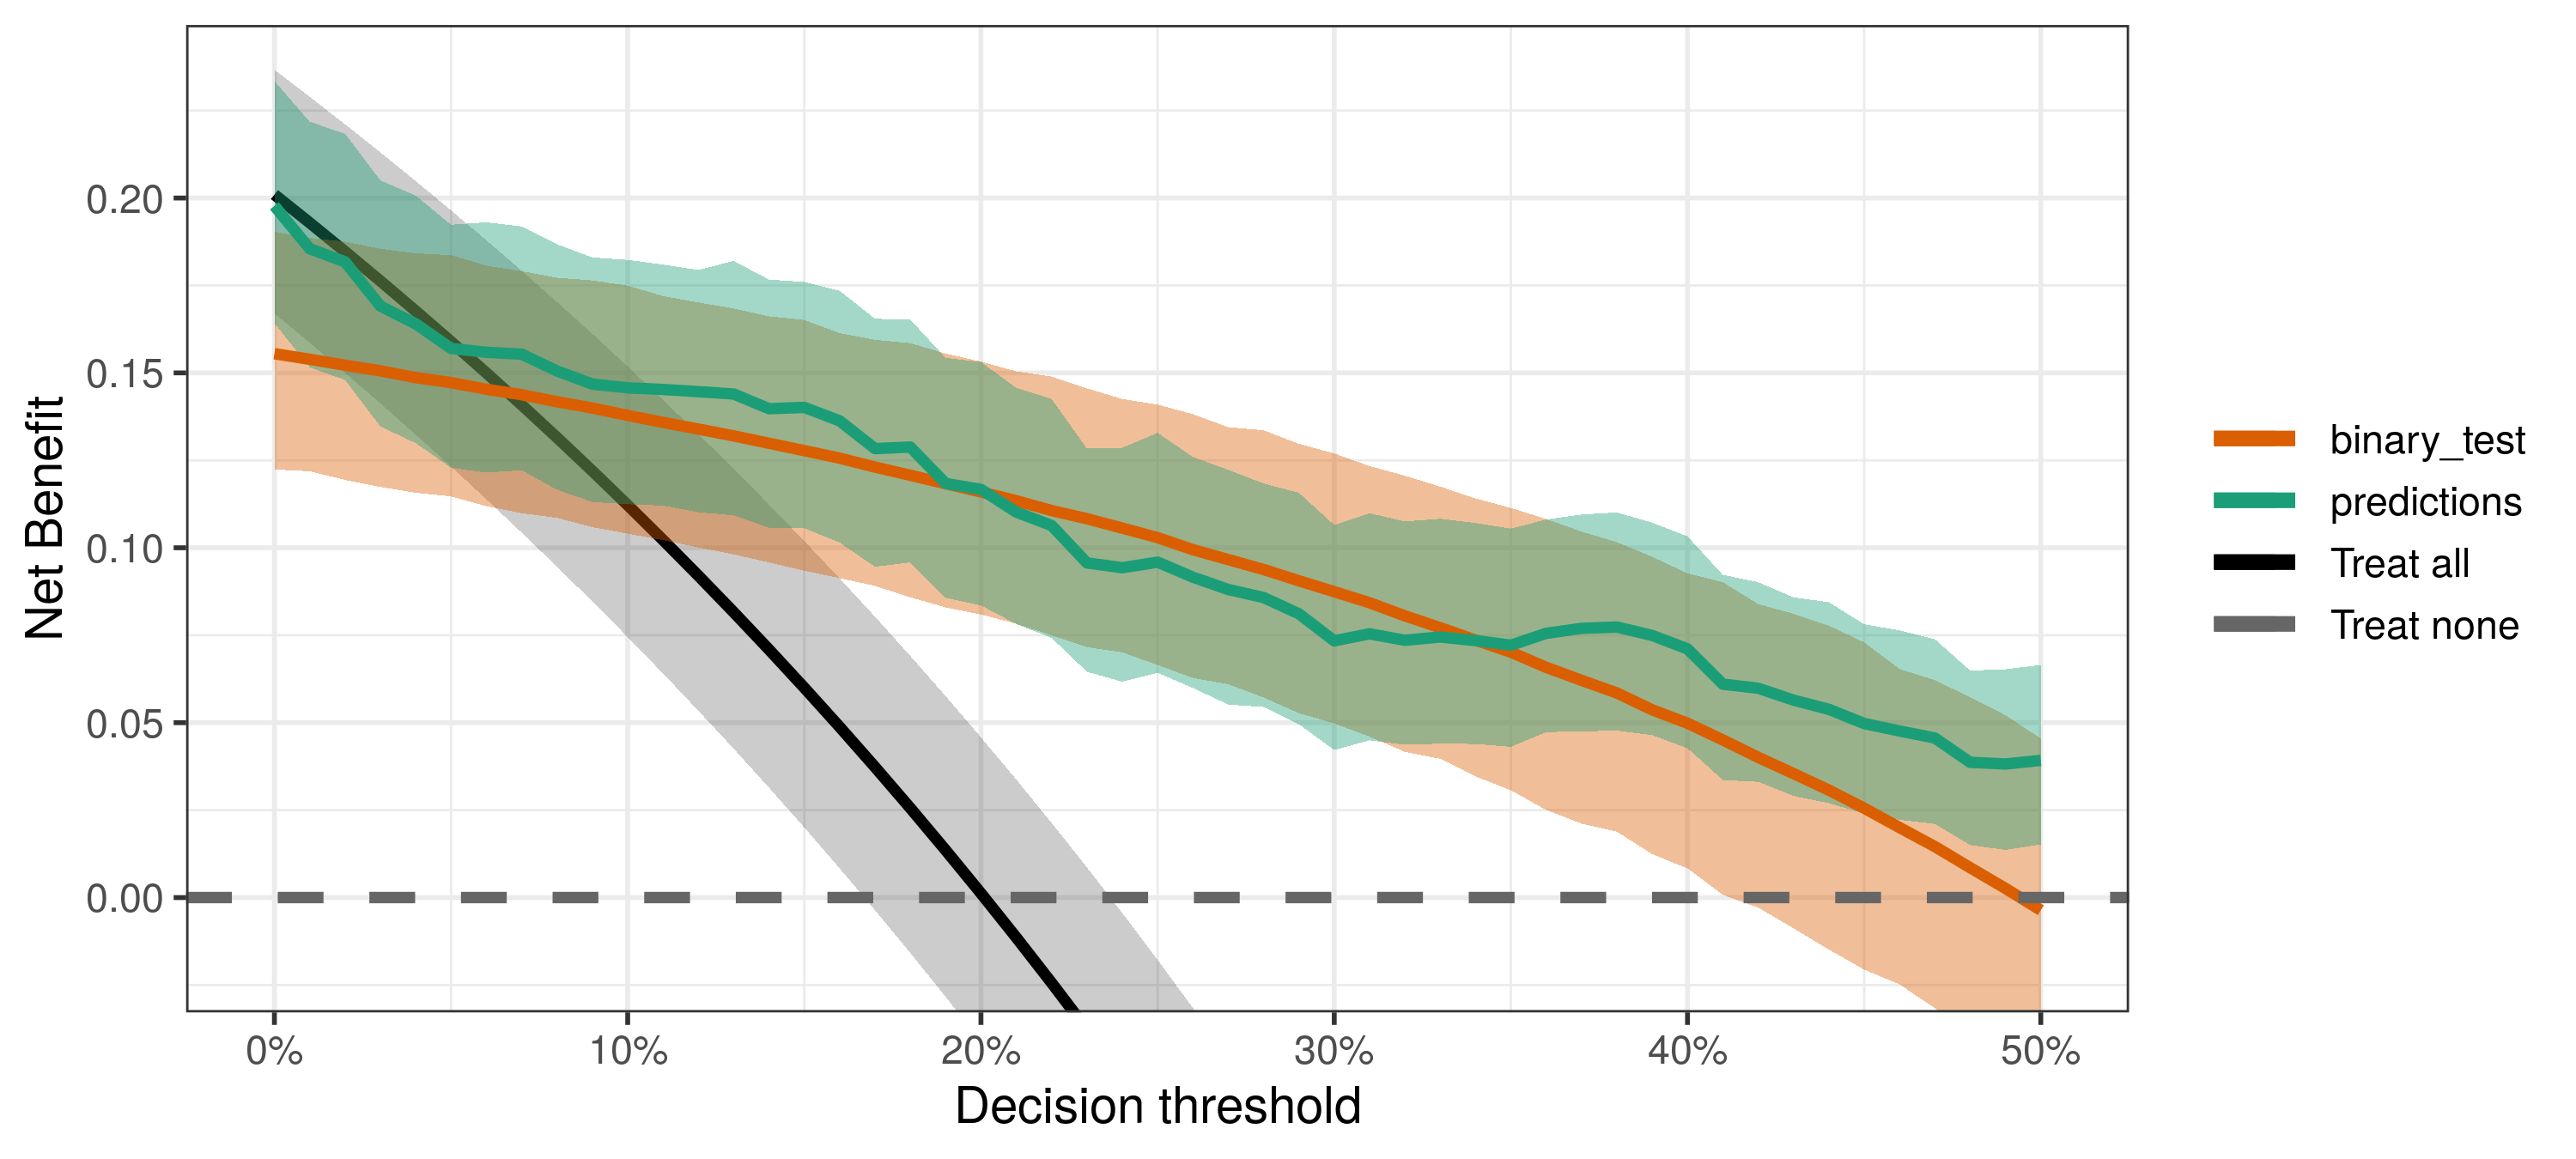 Net Benefit
0.20
0.15
0.10
0.05
0.00
0%
10%
20%
30%
40%
50%
Decision threshold
binary_test
predictions
Treat all
Treat none